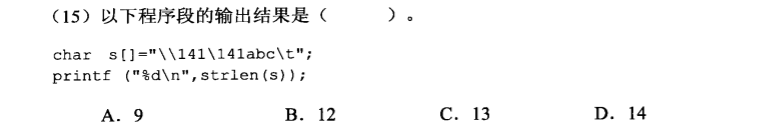 （15）以下程序段的输出结果是（　　）。
char s[]="\\141\141abc\t";
printf ("%d\n",strlen(s));
A．9　　B．12　　C．13　　D．14